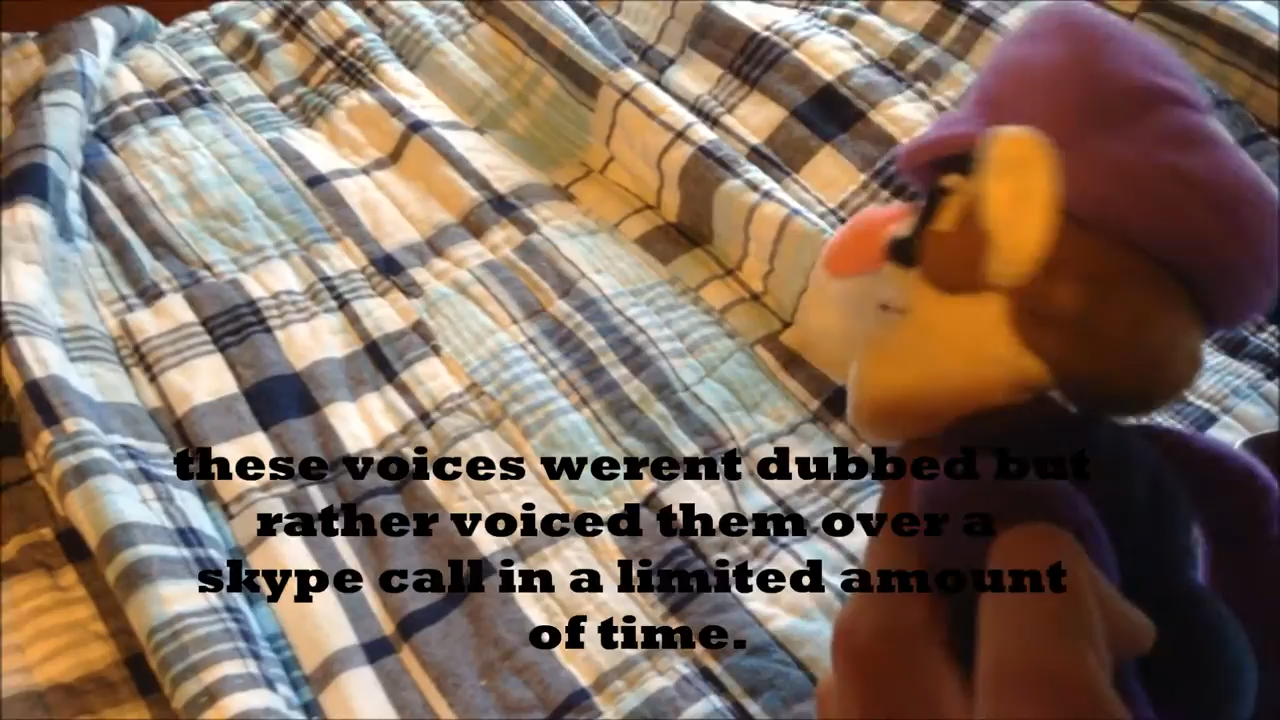 these voices werent dubbed but
rather voiced them over a
skype call in a limited amount
of time.